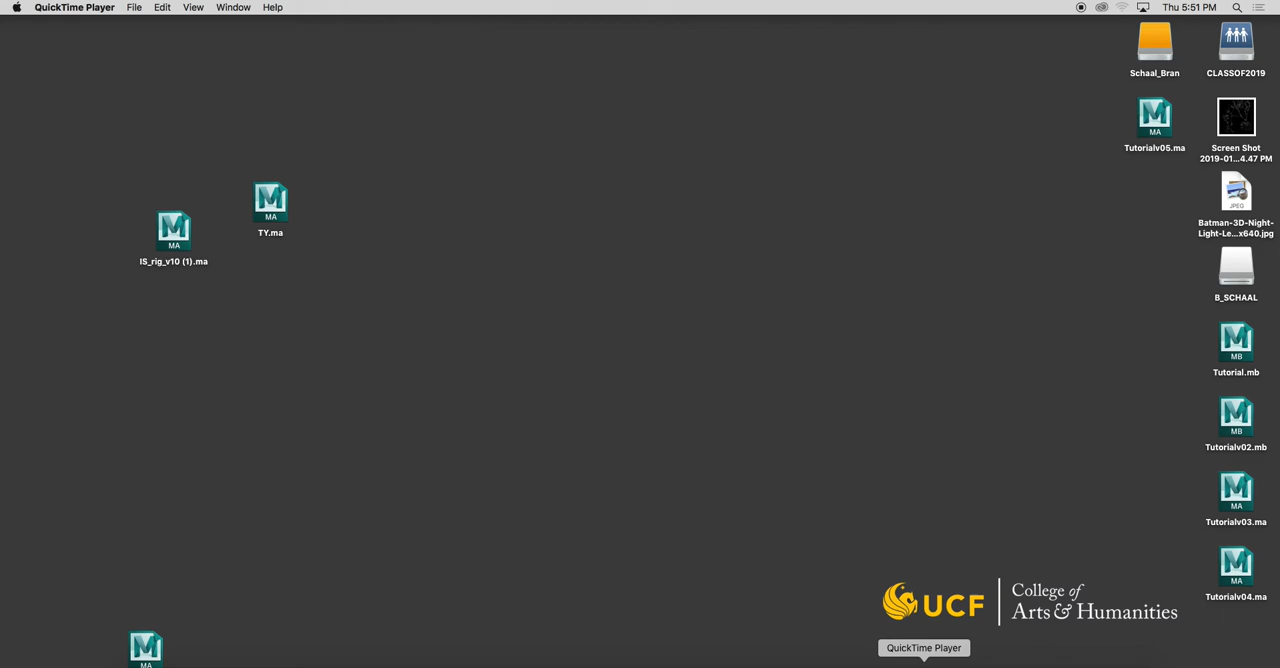 QuickTime Player File Edit View Window Help Thu 5:51 PM
Schaal_Bran
CLASSOF2019
MA
Tutorialv05.ma
Screen Shot
2019-01...4.47 PM
MA
TY.ma
MA
IS_rig_v10 (1).ma
JPEG
Batman-3D-Night-
Light-Le...x640.jpg
B_SCHAAL
MB
Tutorial.mb
MB
Tutorialv02.mb
MA
Tutorialv03.ma
MA
Tutorialv04.ma
UCF
College of
Arts & Humanities
QuickTime Player
MA